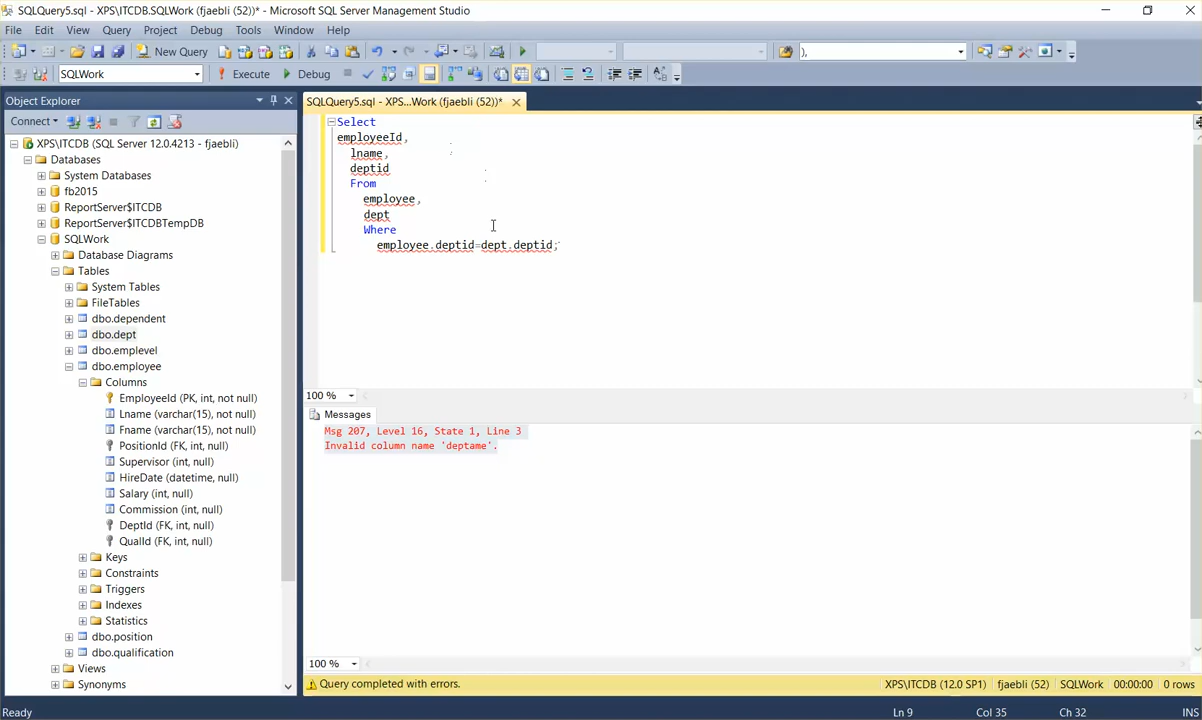 SQLQuery5.sql - XPS\ITCDB.SQLWork (fjaebli (52))* - Microsoft SQL Server Management Studio
File Edit View Query Project Debug Tools Window Help
New Query ),
SQLWork Execute Debug
Object Explorer
Connect
XPS\ITCDB (SQL Server 12.0.4213 - fjaebli)
Databases
System Databases
fb2015
ReportServer$ITCDB
ReportServer$ITCDBTempDB
SQLWork
Database Diagrams
Tables
System Tables
FileTables
dbo.dependent
dbo.dept
dbo.emplevel
dbo.employee
Columns
EmployeeId (PK, int, not null)
Lname (varchar(15), not null)
Fname (varchar(15), not null)
PositionId (FK, int, null)
Supervisor (int, null)
HireDate (datetime, null)
Salary (int, null)
Commission (int, null)
DeptId (FK, int, null)
QualId (FK, int, null)
Keys
Constraints
Triggers
Indexes
Statistics
dbo.position
dbo.qualification
Views
Synonyms
SQLQuery5.sql - XPS...Work (fjaebli (52))*
Select
employeeId,
lname,
deptid
From
employee,
dept
Where
employee.deptid=dept.deptid;
100 %
Messages
Msg 207, Level 16, State 1, Line 3
Invalid column name 'deptame'.
100 %
Query completed with errors. XPS\ITCDB (12.0 SP1) fjaebli (52) SQLWork 00:00:00 0 rows
Ready Ln 9 Col 35 Ch 32 INS